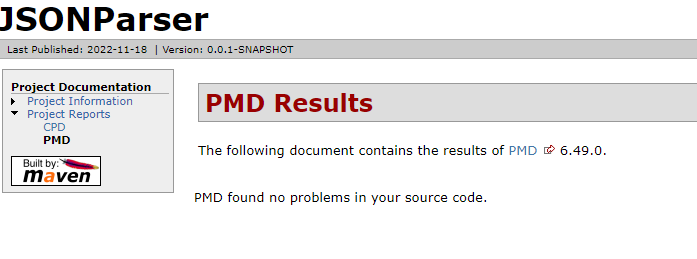 JSONParser
Last Published: 2022-11-18 | Version: 0.0.1-SNAPSHOT
Project Documentation
Project Information
Project Reports
CPD
PMD
Built by:
maven
PMD Results
The following document contains the results of PMD 6.49.0.
PMD found no problems in your source code.